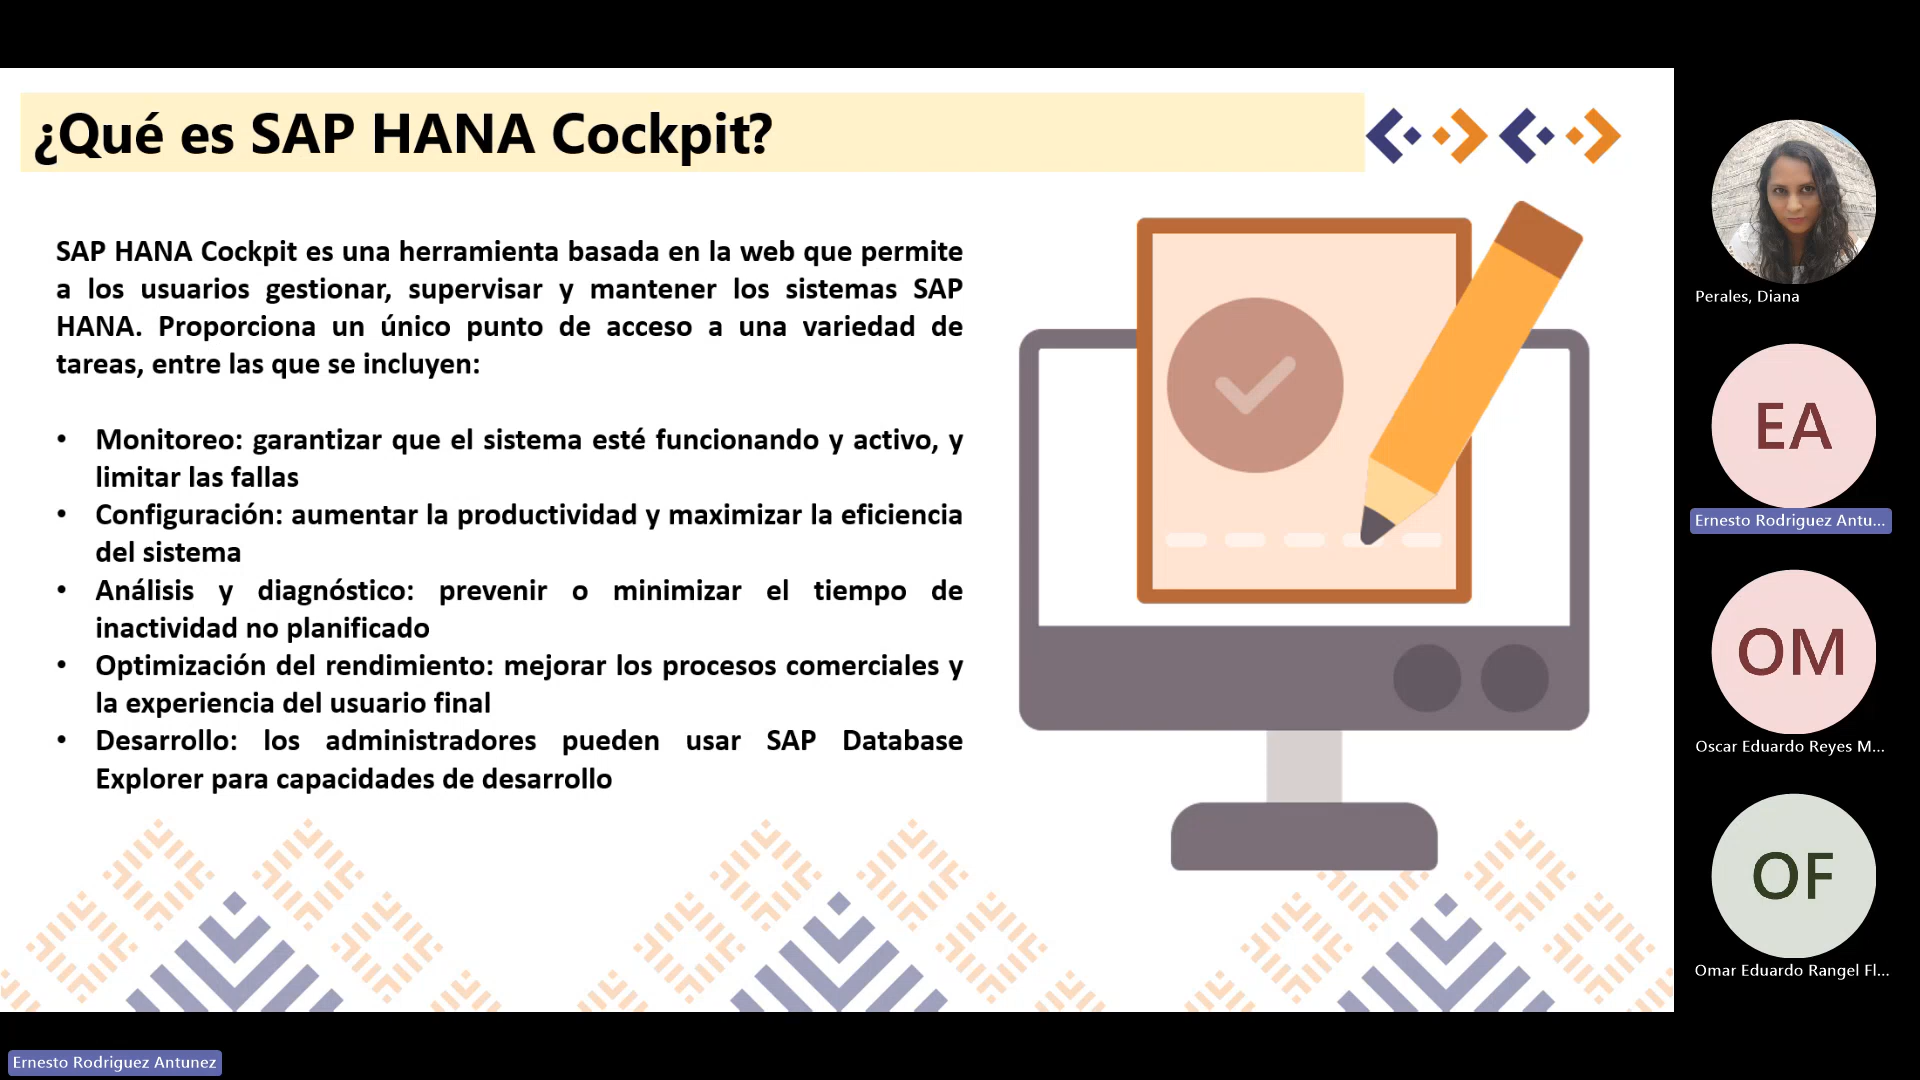 ¿Qué es SAP HANA Cockpit?
SAP HANA Cockpit es una herramienta basada en la web que permite
a los usuarios gestionar, supervisar y mantener los sistemas SAP
HANA. Proporciona un único punto de acceso a una variedad de
tareas, entre las que se incluyen:
• Monitoreo: garantizar que el sistema esté funcionando y activo, y
limitar las fallas
• Configuración: aumentar la productividad y maximizar la eficiencia
del sistema
• Análisis y diagnóstico: prevenir o minimizar el tiempo de
inactividad no planificado
• Optimización del rendimiento: mejorar los procesos comerciales y
la experiencia del usuario final
• Desarrollo: los administradores pueden usar SAP Database
Explorer para capacidades de desarrollo
Perales, Diana
EA
Ernesto Rodriguez Antu...
OM
Oscar Eduardo Reyes M...
OF
Omar Eduardo Rangel Fl...
Ernesto Rodriguez Antunez